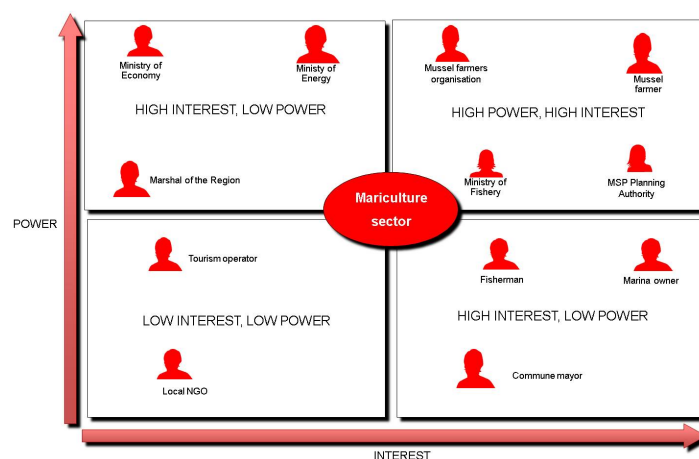 Ministry of
Economy
Ministy of
Energy
HIGH INTEREST, LOW POWER
Marshal of the Region
Mussel farmers
organisation
Mussel
farmer
HIGH POWER, HIGH INTEREST
Ministry of
Fishery
MSP Planning
Authority
Mariculture
sector
POWER
Tourism operator
LOW INTEREST, LOW POWER
Local NGO
Fisherman
Marina owner
HIGH INTEREST, LOW POWER
Commune mayor
INTEREST